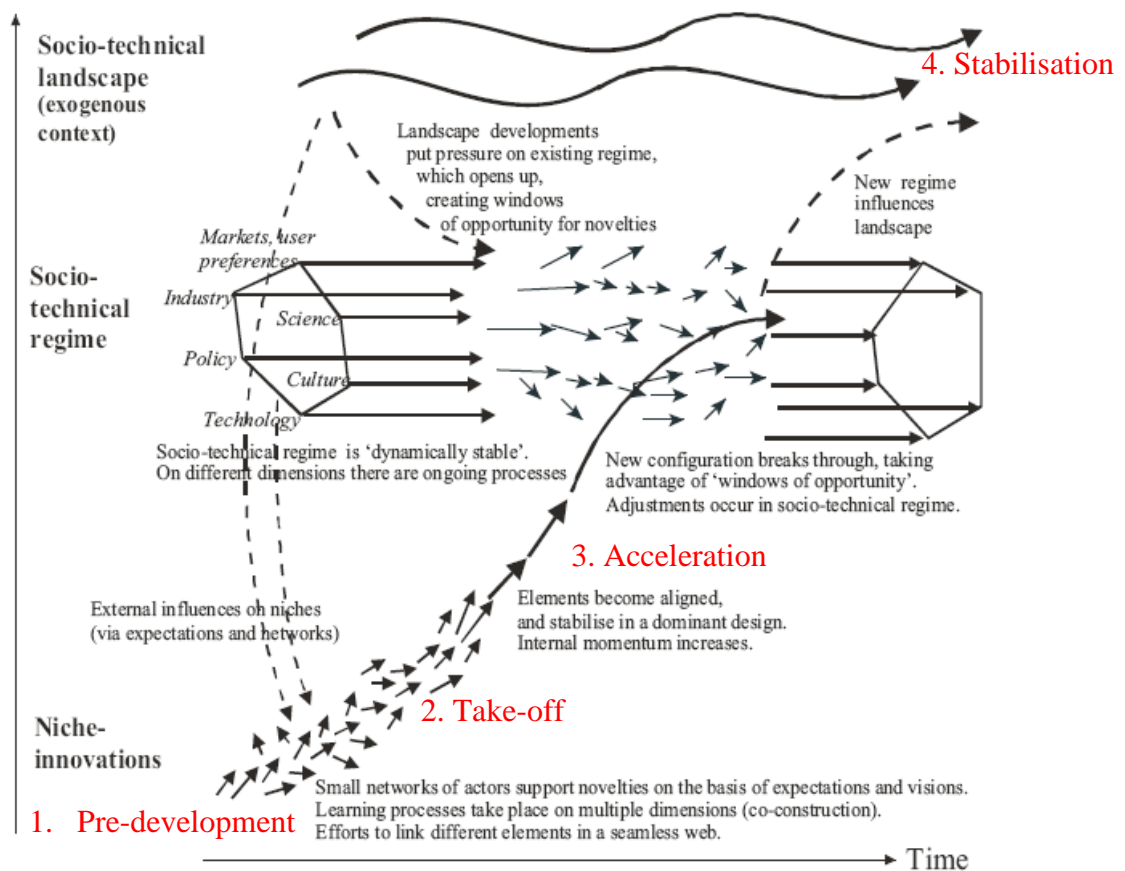 Socio-technical
landscape
(exogenous
context)
4. Stabilisation
Landscape developments
put pressure on existing regime,
which opens up,
creating windows
of opportunity for novelties
New regime
influences
landscape
Markets, user
preferences
Socio-
technical
regime
Industry
Science
Policy
Culture
Technology
Socio-technical regime is ‘dynamically stable’.
On different dimensions there are ongoing processes
New configuration breaks through, taking
advantage of ‘windows of opportunity’.
Adjustments occur in socio-technical regime.
3. Acceleration
External influences on niches
(via expectations and networks)
Elements become aligned,
and stabilise in a dominant design.
Internal momentum increases.
2. Take-off
Niche-
innovations
Small networks of actors support novelties on the basis of expectations and visions.
Learning processes take place on multiple dimensions (co-construction).
Efforts to link different elements in a seamless web.
1. Pre-development
Time